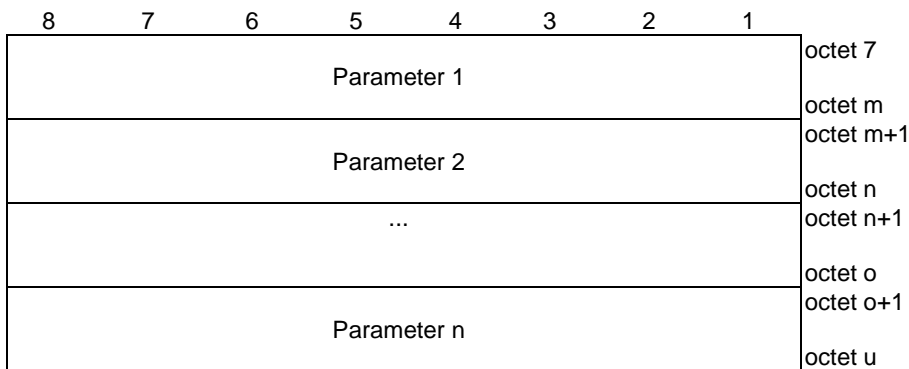 8 7 6 5 4 3 2 1
octet 7
Parameter 1
octet m
octet m+1
Parameter 2
octet n
... octet n+1
octet o
octet o+1
Parameter n
octet u